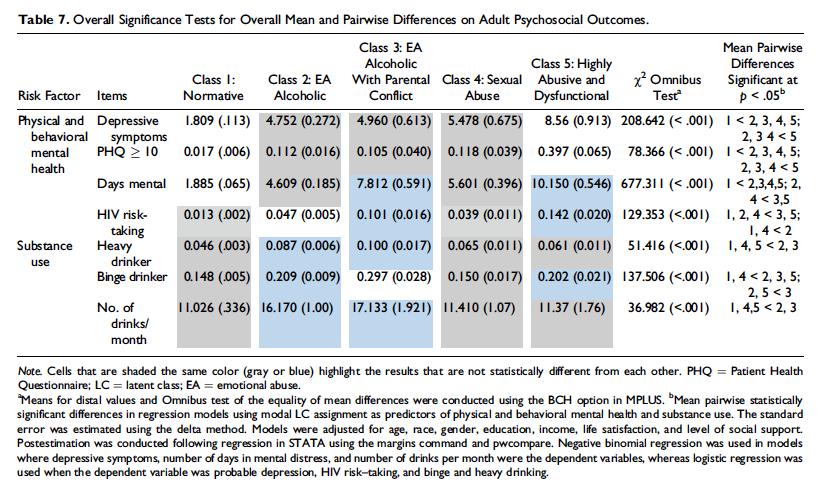 Table 7. Overall Significance Tests for Overall Mean and Pairwise Differences on Adult Psychosocial Outcomes.
Risk Factor Items Class 1: Normative Class 2: EA Alcoholic Class 3: EA Alcoholic With Parental Conflict Class 4: Sexual Abuse Class 5: Highly Abusive and Dysfunctional χ² Omnibus Testᵃ Mean Pairwise Differences Significant at p < .05ᵇ
Physical and behavioral mental health Depressive symptoms 1.809 (.113) 4.752 (0.272) 4.960 (0.613) 5.478 (0.675) 8.56 (0.913) 208.642 (< .001) 1 < 2, 3, 4, 5; 2, 3 4 < 5
PHQ ≥ 10 0.017 (.006) 0.112 (0.016) 0.105 (0.040) 0.118 (0.039) 0.397 (0.065) 78.366 (< .001) 1 < 2, 3, 4, 5; 2, 3, 4 < 5
Days mental 1.885 (.065) 4.609 (0.185) 7.812 (0.591) 5.601 (0.396) 10.150 (0.546) 677.311 (< .001) 1 < 2,3,4,5; 2, 4 < 3,5
HIV risk-taking 0.013 (.002) 0.047 (0.005) 0.101 (0.016) 0.039 (0.011) 0.142 (0.020) 129.353 (<.001) 1, 2, 4 < 3, 5; 1, 4 < 2
Substance use Heavy drinker 0.046 (.003) 0.087 (0.006) 0.100 (0.017) 0.065 (0.011) 0.061 (0.011) 51.416 (< .001) 1, 4, 5 < 2, 3
Binge drinker 0.148 (.005) 0.209 (0.009) 0.297 (0.028) 0.150 (0.017) 0.202 (0.021) 137.506 (<.001) 1, 4 < 2, 3, 5; 2, 5 < 3
No. of drinks/month 11.026 (.336) 16.170 (1.00) 17.133 (1.921) 11.410 (1.07) 11.37 (1.76) 36.982 (<.001) 1, 4,5 < 2, 3
Note. Cells that are shaded the same color (gray or blue) highlight the results that are not statistically different from each other. PHQ = Patient Health
Questionnaire; LC = latent class; EA = emotional abuse.
ᵃMeans for distal values and Omnibus test of the equality of mean differences were conducted using the BCH option in MPLUS. ᵇMean pairwise statistically
significant differences in regression models using modal LC assignment as predictors of physical and behavioral mental health and substance use. The standard
error was estimated using the delta method. Models were adjusted for age, race, gender, education, income, life satisfaction, and level of social support.
Postestimation was conducted following regression in STATA using the margins command and pwcompare. Negative binomial regression was used in models
where depressive symptoms, number of days in mental distress, and number of drinks per month were the dependent variables, whereas logistic regression was
used when the dependent variable was probable depression, HIV risk–taking, and binge and heavy drinking.